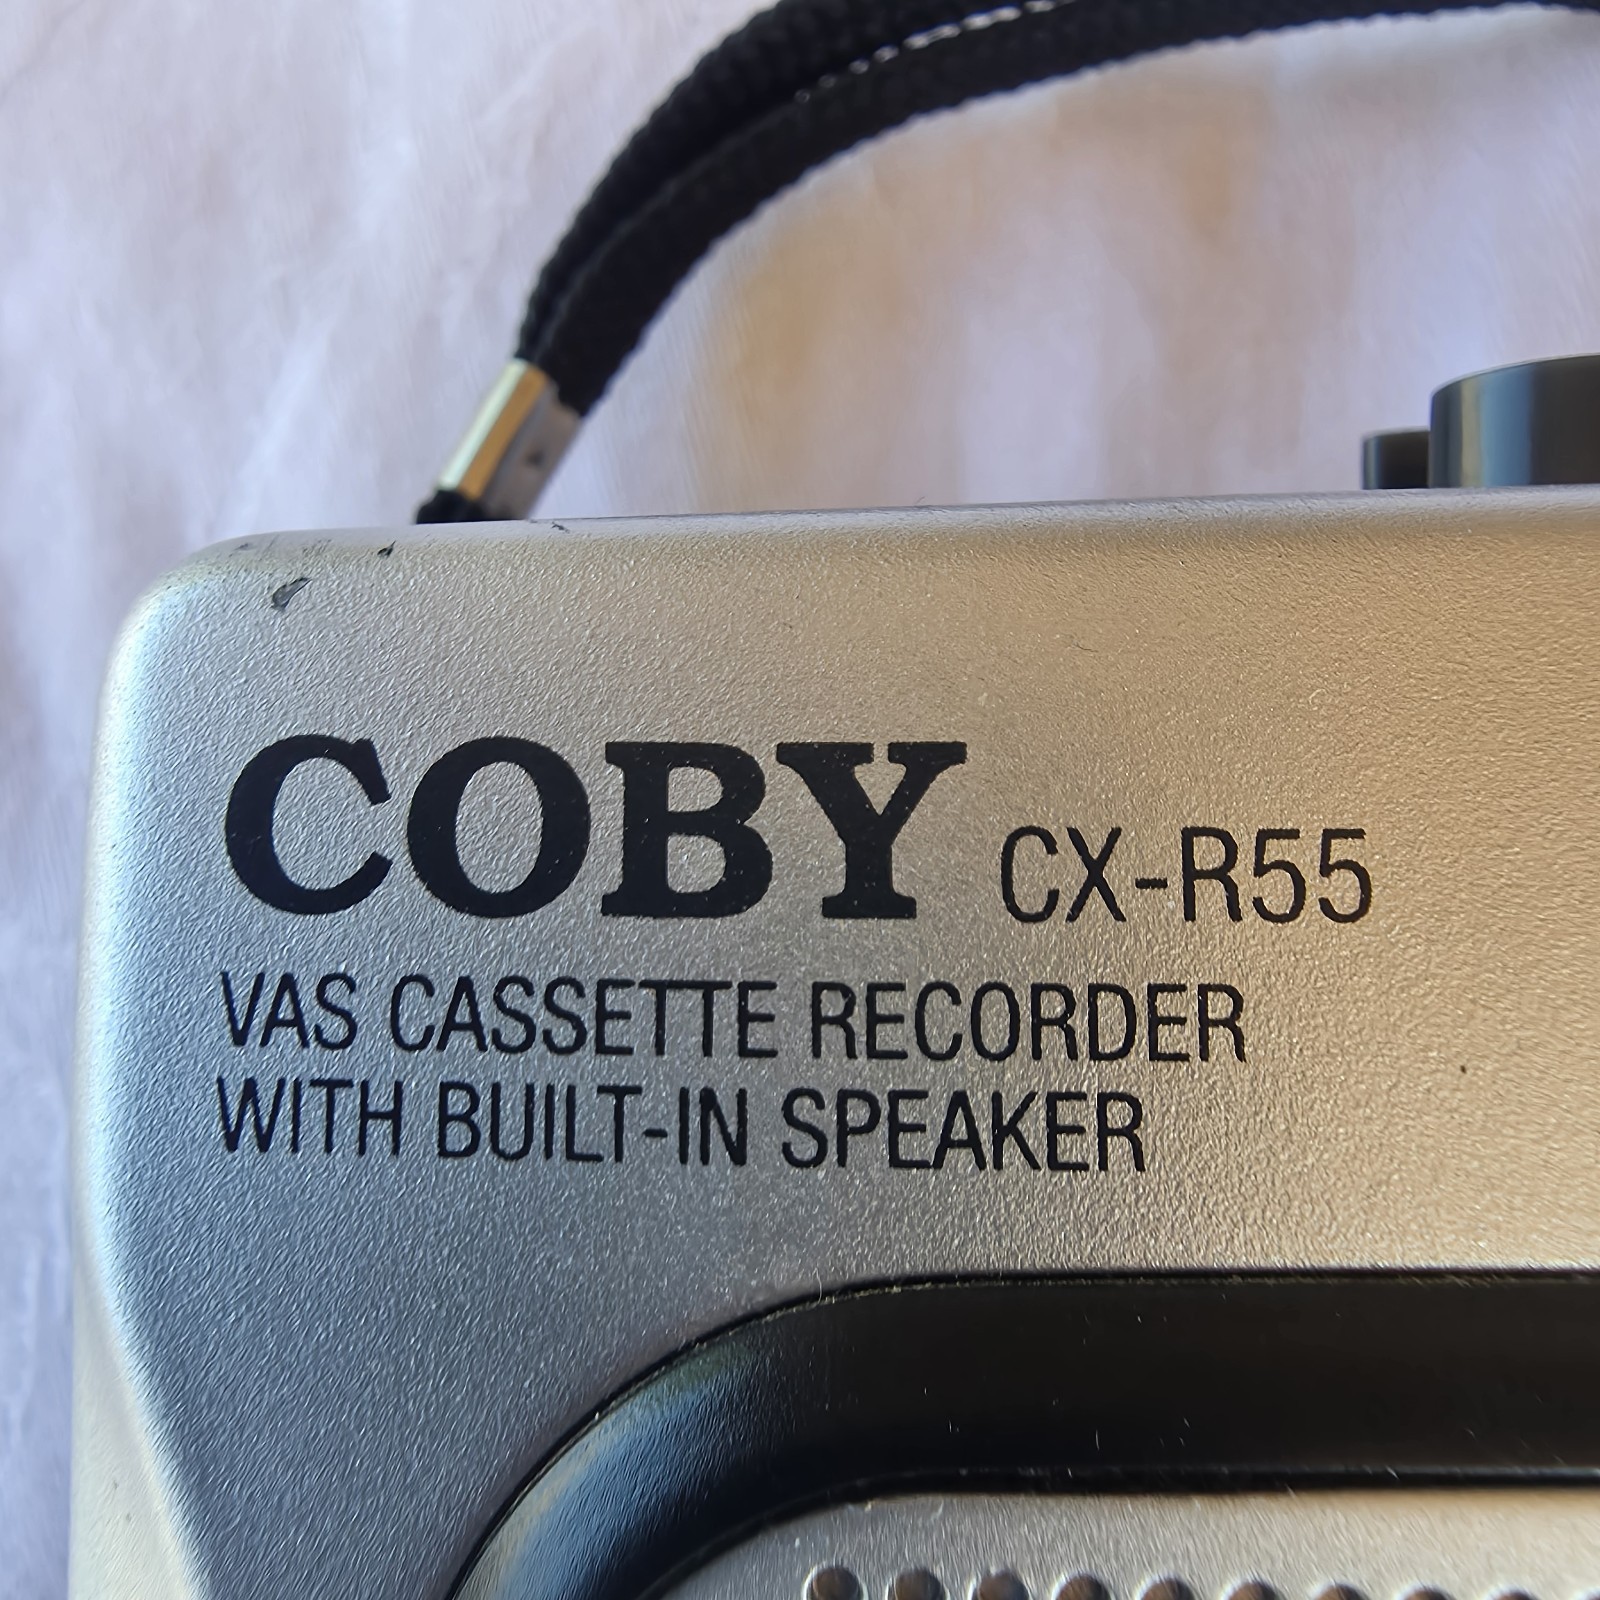 COBY CX-R55
VAS CASSETTE RECORDER
WITH BUILT-IN SPEAKER